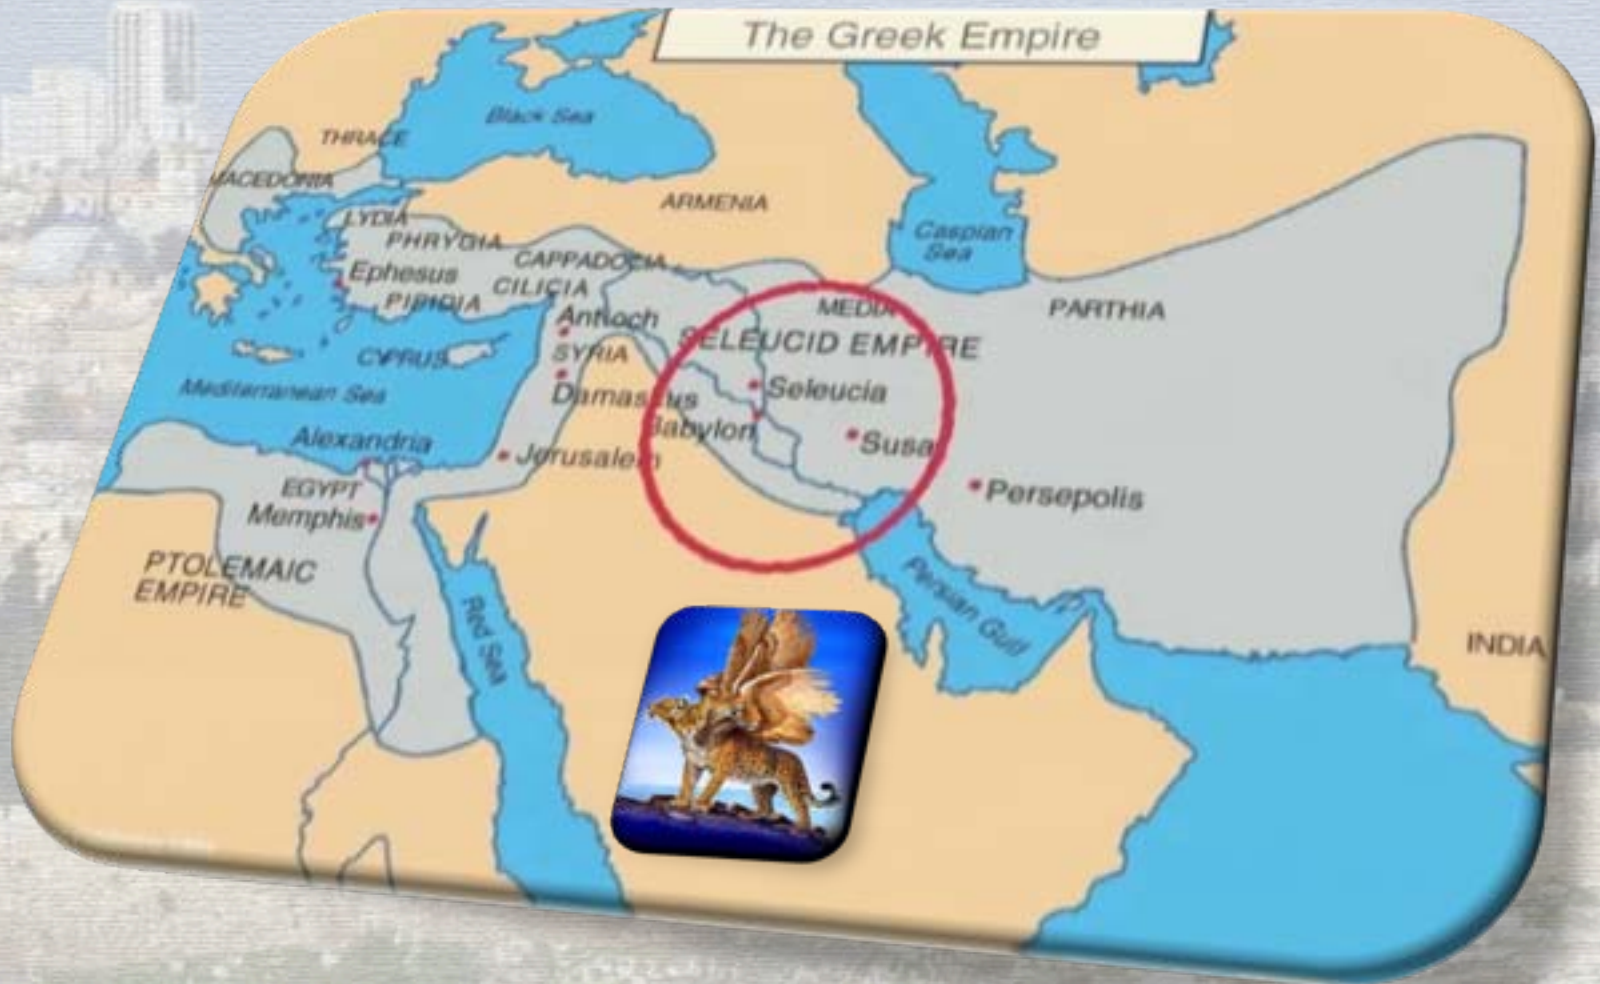 The Greek Empire
Black Sea
THRACE
MACEDONIA
ARMENIA
LYDIA
PHRYGIA
Caspian
Sea
CAPPADOCIA
Ephesus
CILICIA
PIRIDIA
MEDIA
PARTHIA
Antioch
SELEUCID EMPIRE
SYRIA
CYPRUS
Mediterranean Sea
Damascus
Seleucia
Babylon
Susa
Alexandria
Jerusalem
EGYPT
Memphis
Persepolis
PTOLEMAIC
EMPIRE
Red Sea
Persian Gulf
INDIA